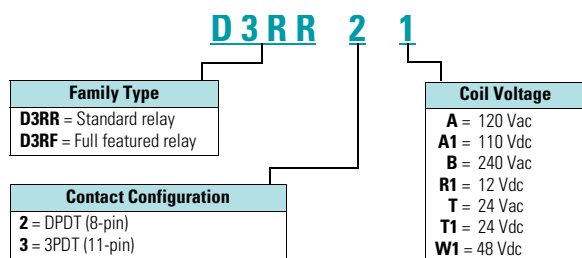 D3RR 2 1
Family Type
D3RR = Standard relay
D3RF = Full featured relay
Contact Configuration
2 = DPDT (8-pin)
3 = 3PDT (11-pin)
Coil Voltage
A = 120 Vac
A1 = 110 Vdc
B = 240 Vac
R1 = 12 Vdc
T = 24 Vac
T1 = 24 Vdc
W1 = 48 Vdc